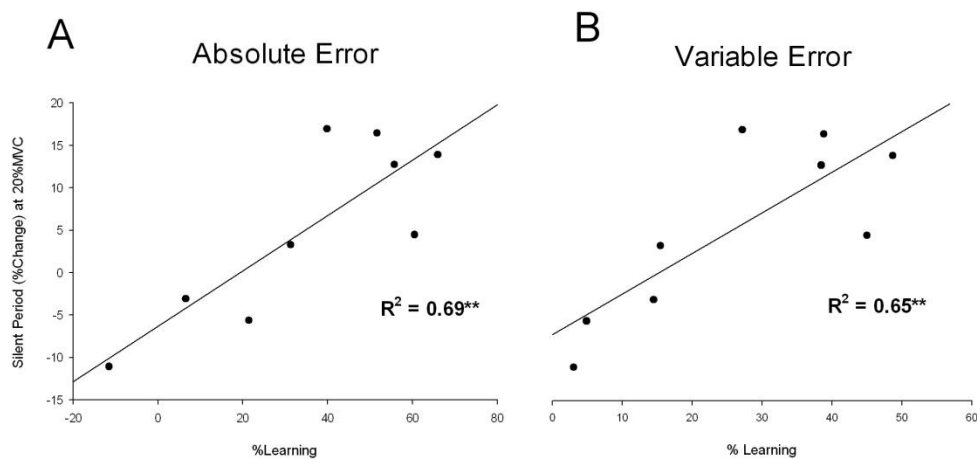 A
Absolute Error
Silent Period (%Change) at 20%MVC
20
15
10
5
0
-5
-10
-15
R² = 0.69**
-20
0
20
40
60
80
%Learning
B
Variable Error
R² = 0.65**
0
10
20
30
40
50
60
% Learning